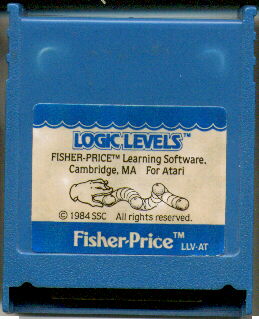 LOGIC LEVELS™
FISHER-PRICE™ Learning Software,
Cambridge, MA For Atari
© 1984 SSC All rights reserved.
Fisher-Price™
LLV-AT